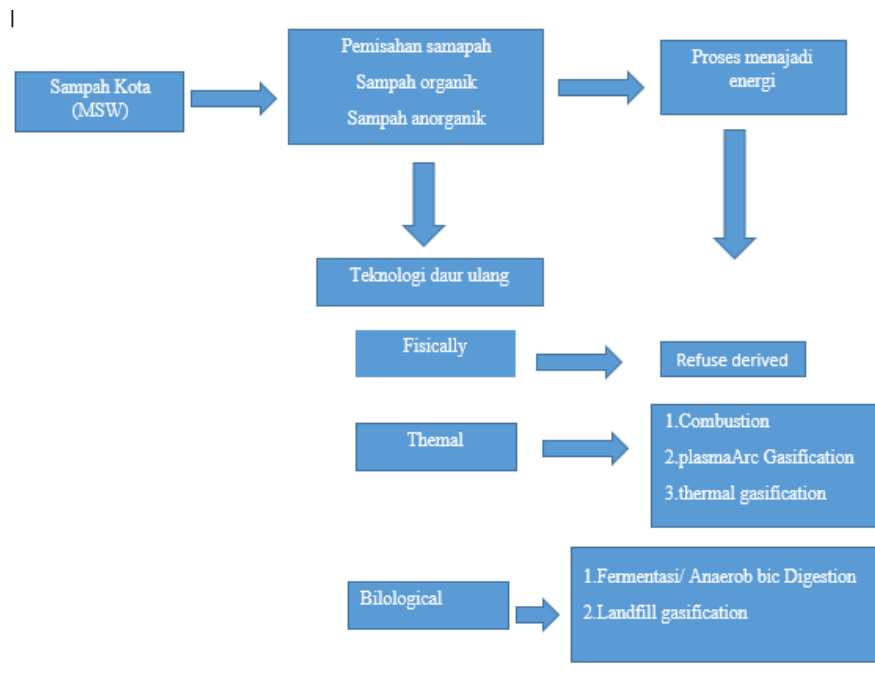 Sampah Kota
(MSW)
Pemisahan samapah
Sampah organik
Sampah anorganik
Proses menajadi
energi
Teknologi daur ulang
Fisically
Refuse derived
Themal
1.Combustion
2.plasmaArc Gasification
3.thermal gasification
Bilological
1.Fermentasi/ Anaerob bic Digestion
2.Landfill gasification